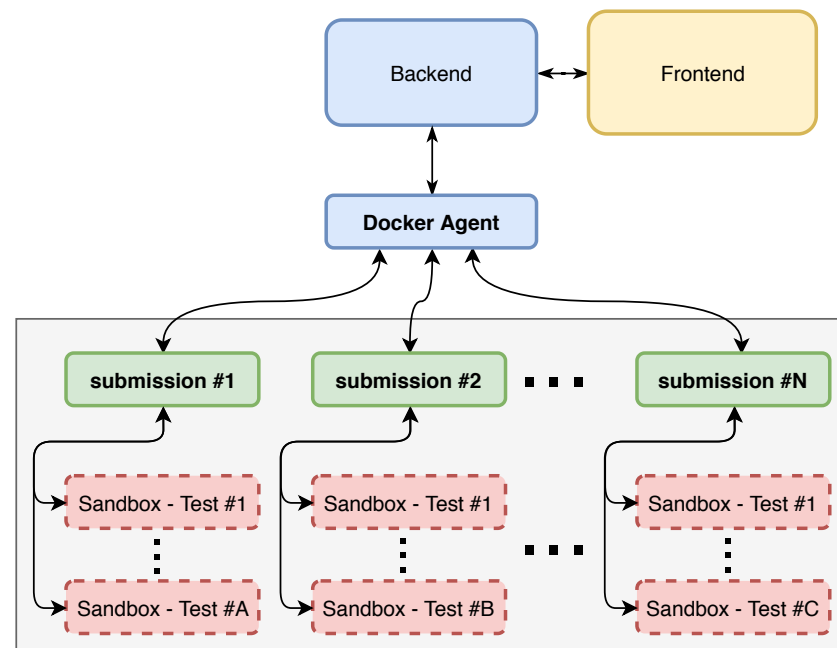 Backend
Frontend
Docker Agent
submission #1
submission #2
submission #N
Sandbox - Test #1
Sandbox - Test #1
Sandbox - Test #1
Sandbox - Test #A
Sandbox - Test #B
Sandbox - Test #C